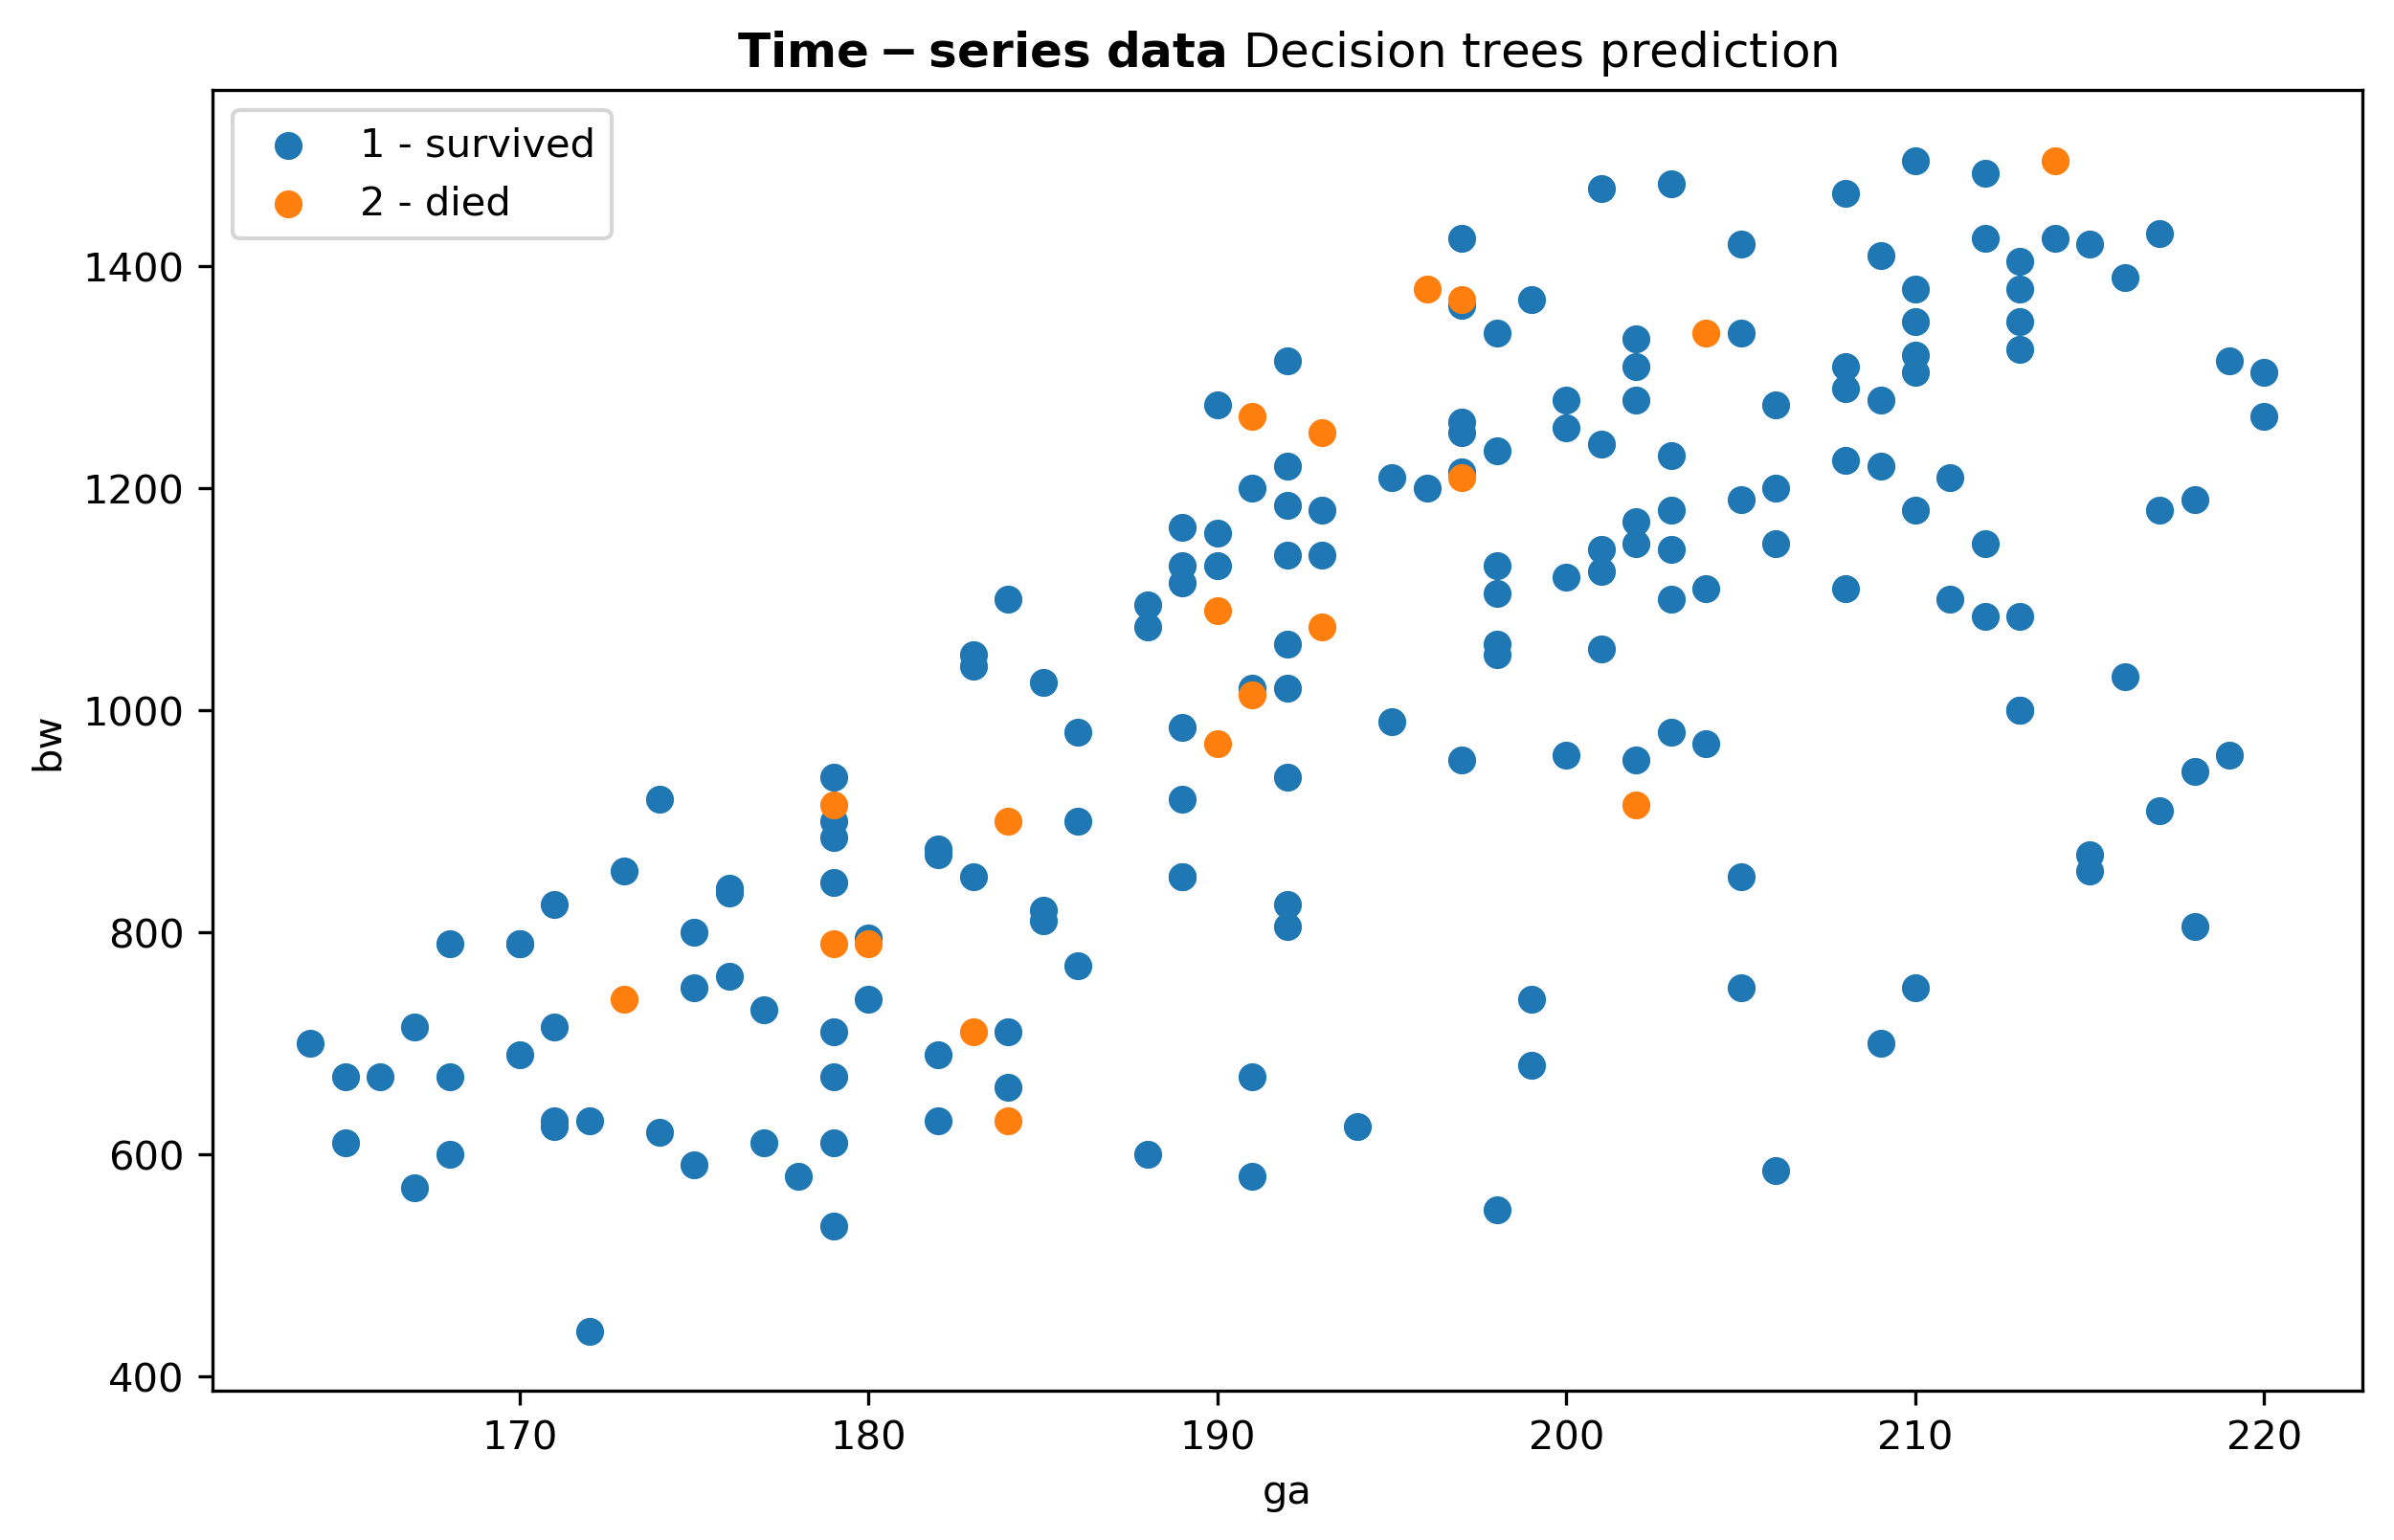 Time − series data Decision trees prediction
1 - survived
2 - died
1400
1200
1000
800
600
400
bw
170 180 190 200 210 220
ga